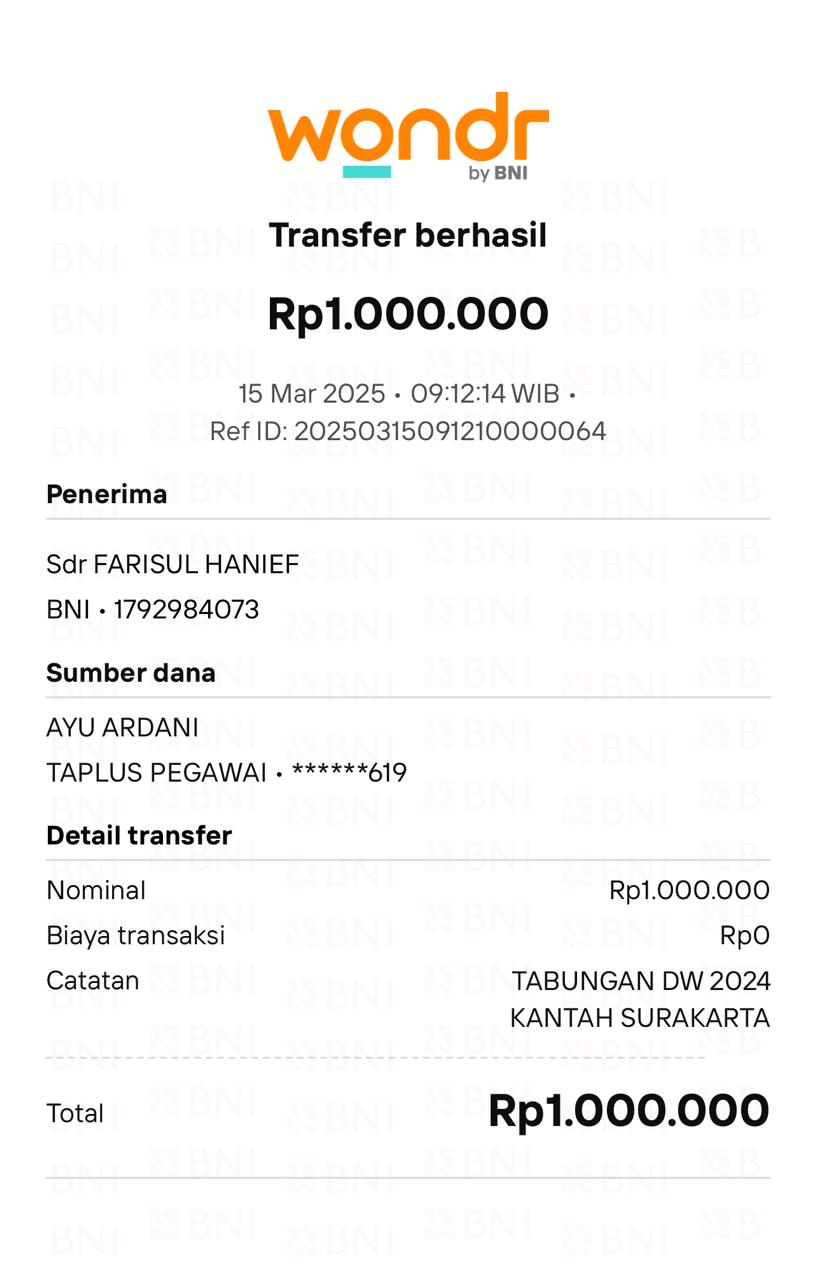 wondr
by BNI
Transfer berhasil
Rp1.000.000
15 Mar 2025 • 09:12:14 WIB •
Ref ID: 20250315091210000064
Penerima
Sdr FARISUL HANIEF
BNI • 1792984073
Sumber dana
AYU ARDANI
TAPLUS PEGAWAI • ******619
Detail transfer
Nominal Rp1.000.000
Biaya transaksi Rp0
Catatan TABUNGAN DW 2024
KANTAH SURAKARTA
Total Rp1.000.000